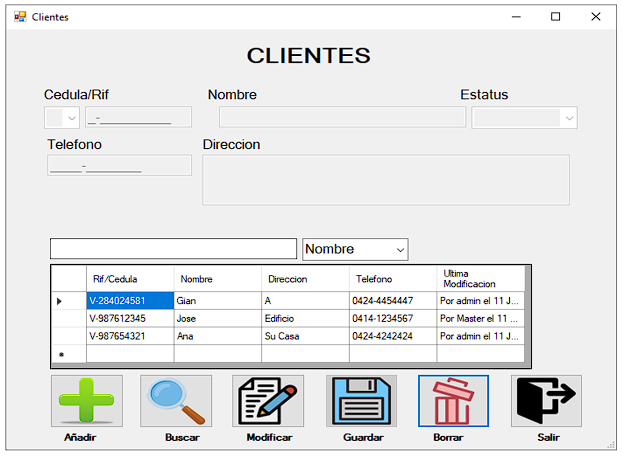 Clientes
CLIENTES
Cedula/Rif Nombre Estatus
_-__________
Telefono Direccion
____-_______
Nombre
Rif/Cedula Nombre Direccion Telefono Ultima Modificacion
V-284024581 Gian A 0424-4454447 Por admin el 11 J...
V-987612345 Jose Edificio 0414-1234567 Por Master el 11 ...
V-987654321 Ana Su Casa 0424-4242424 Por admin el 11 J...
Añadir Buscar Modificar Guardar Borrar Salir